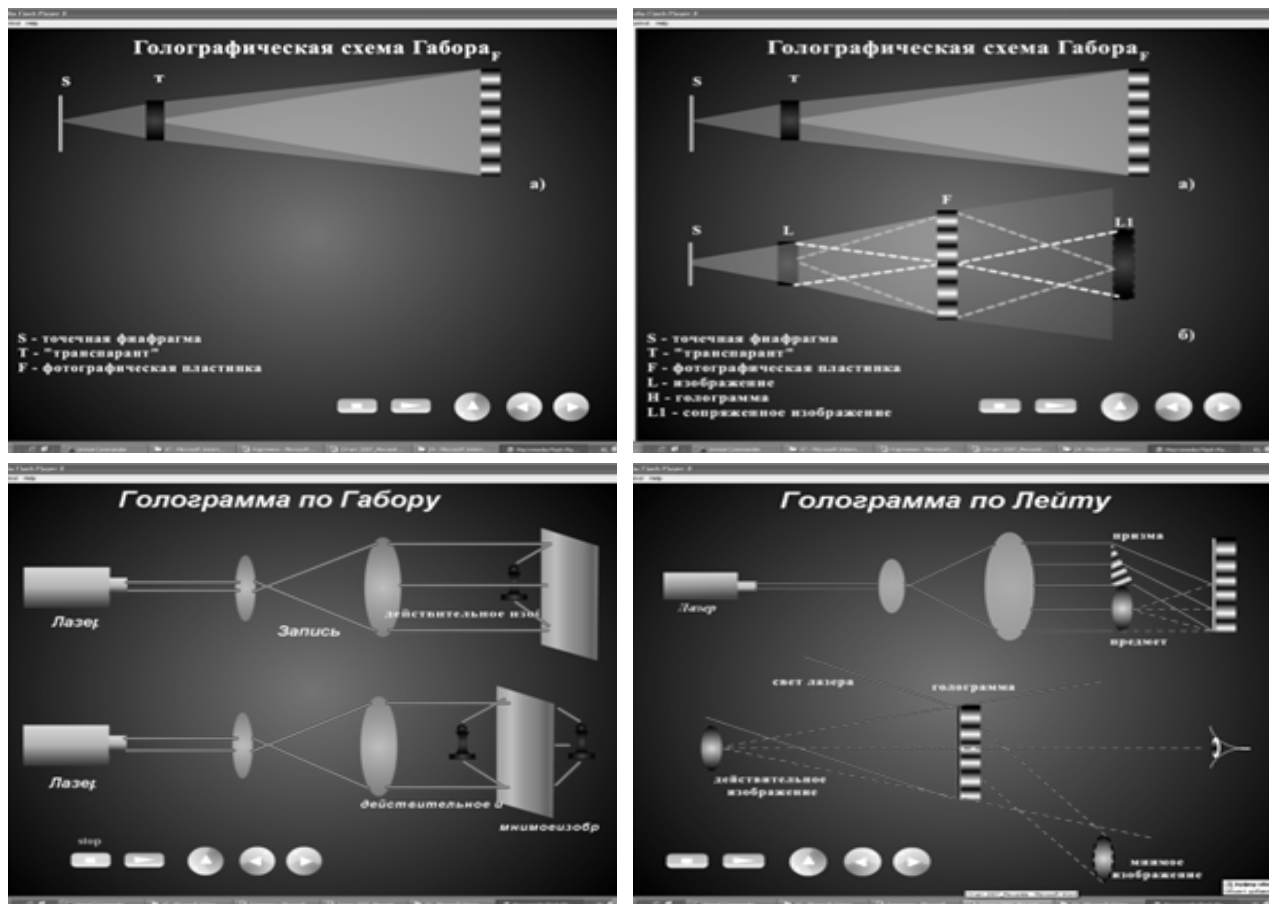 Голографическая схема Габора
F
S
T
а)
S - точечная фиафрагма
T - "транспарант"
F - фотографическая пластинка
Голографическая схема Габора
F
S
T
а)
F
S
L
L1
б)
S - точечная фиафрагма
T - "транспарант"
F - фотографическая пластинка
L - изображение
H - голограмма
L1 - сопряженное изображение
Голограмма по Габору
Лазер
действительное изо
Запись
Лазер
действительное и
мнимоеизобр
stop
Голограмма по Лейту
призма
Лазер
предмет
свет лазера
голограмма
действительное
изображение
мнимое
изображение